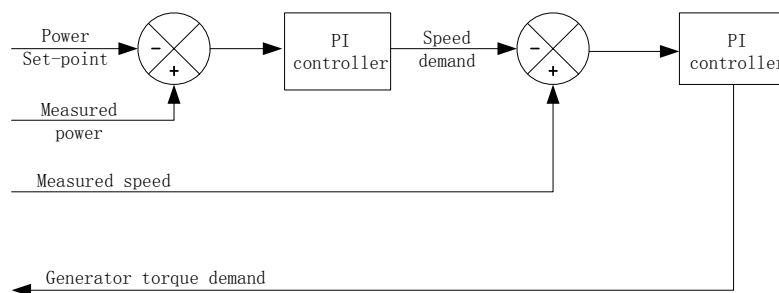 Power
Set-point
-
+
PI
controller
Speed
demand
-
+
PI
controller
Measured
power
Measured speed
Generator torque demand